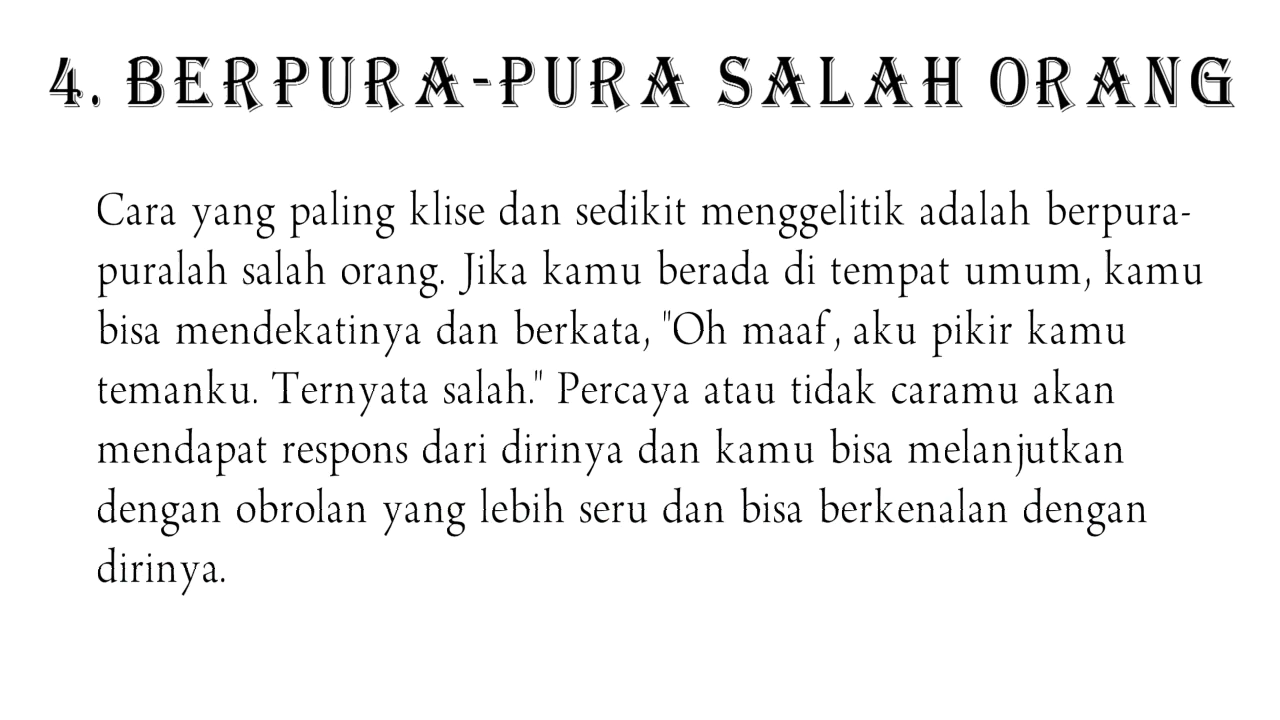 4. BERPURA-PURA SALAH ORANG
Cara yang paling klise dan sedikit menggelitik adalah berpura-
puralah salah orang. Jika kamu berada di tempat umum, kamu
bisa mendekatinya dan berkata, "Oh maaf, aku pikir kamu
temanku. Ternyata salah." Percaya atau tidak caramu akan
mendapat respons dari dirinya dan kamu bisa melanjutkan
dengan obrolan yang lebih seru dan bisa berkenalan dengan
dirinya.